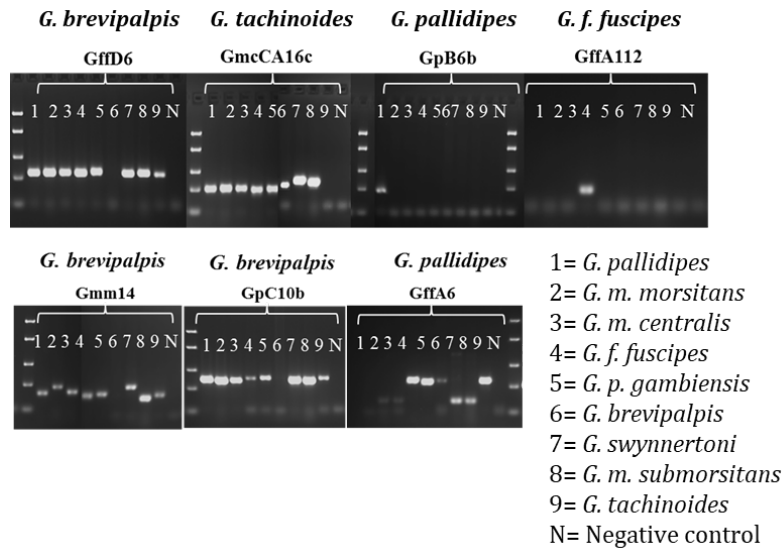 G. brevipalpis G. tachinoides G. pallidipes G. f. fuscipes
GffD6 GmcCA16c GpB6b GffA112
1 2 3 4 5 6 7 8 9 N 1 2 3 4 5 6 7 8 9 N 1 2 3 4 5 6 7 8 9 N 1 2 3 4 5 6 7 8 9 N
G. brevipalpis G. brevipalpis G. pallidipes
Gmm14 GpC10b GffA6
1 2 3 4 5 6 7 8 9 N 1 2 3 4 5 6 7 8 9 N 1 2 3 4 5 6 7 8 9 N
1= G. pallidipes
2= G. m. morsitans
3= G. m. centralis
4= G. f. fuscipes
5= G. p. gambiensis
6= G. brevipalpis
7= G. swynnertoni
8= G. m. submorsitans
9= G. tachinoides
N= Negative control